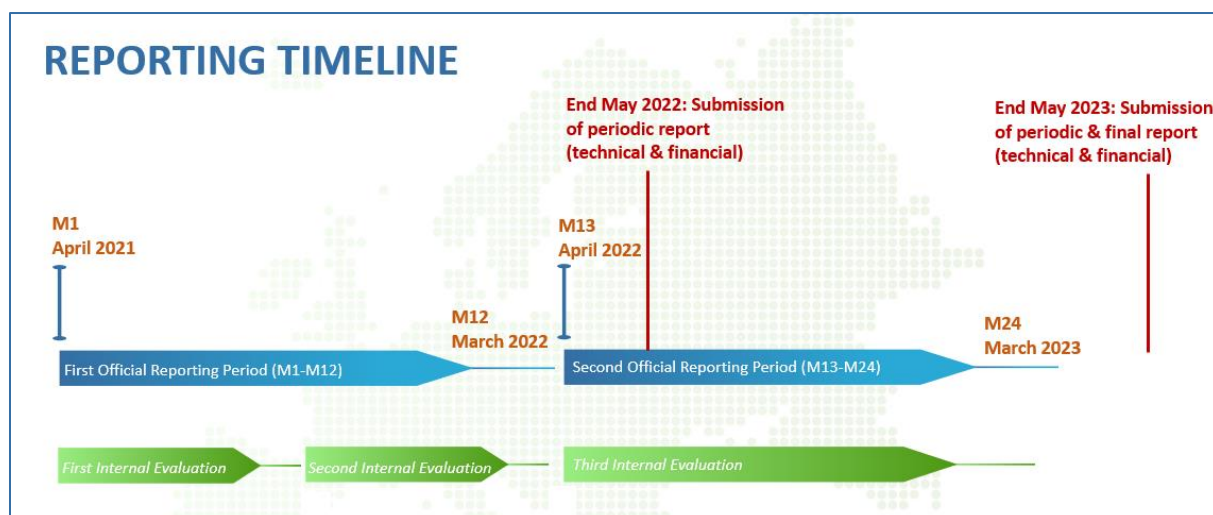 REPORTING TIMELINE
End May 2022: Submission
of periodic report
(technical & financial)
End May 2023: Submission
of periodic & final report
(technical & financial)
M1
April 2021
M13
April 2022
M12
March 2022
M24
March 2023
First Official Reporting Period (M1-M12)
Second Official Reporting Period (M13-M24)
First Internal Evaluation
Second Internal Evaluation
Third Internal Evaluation